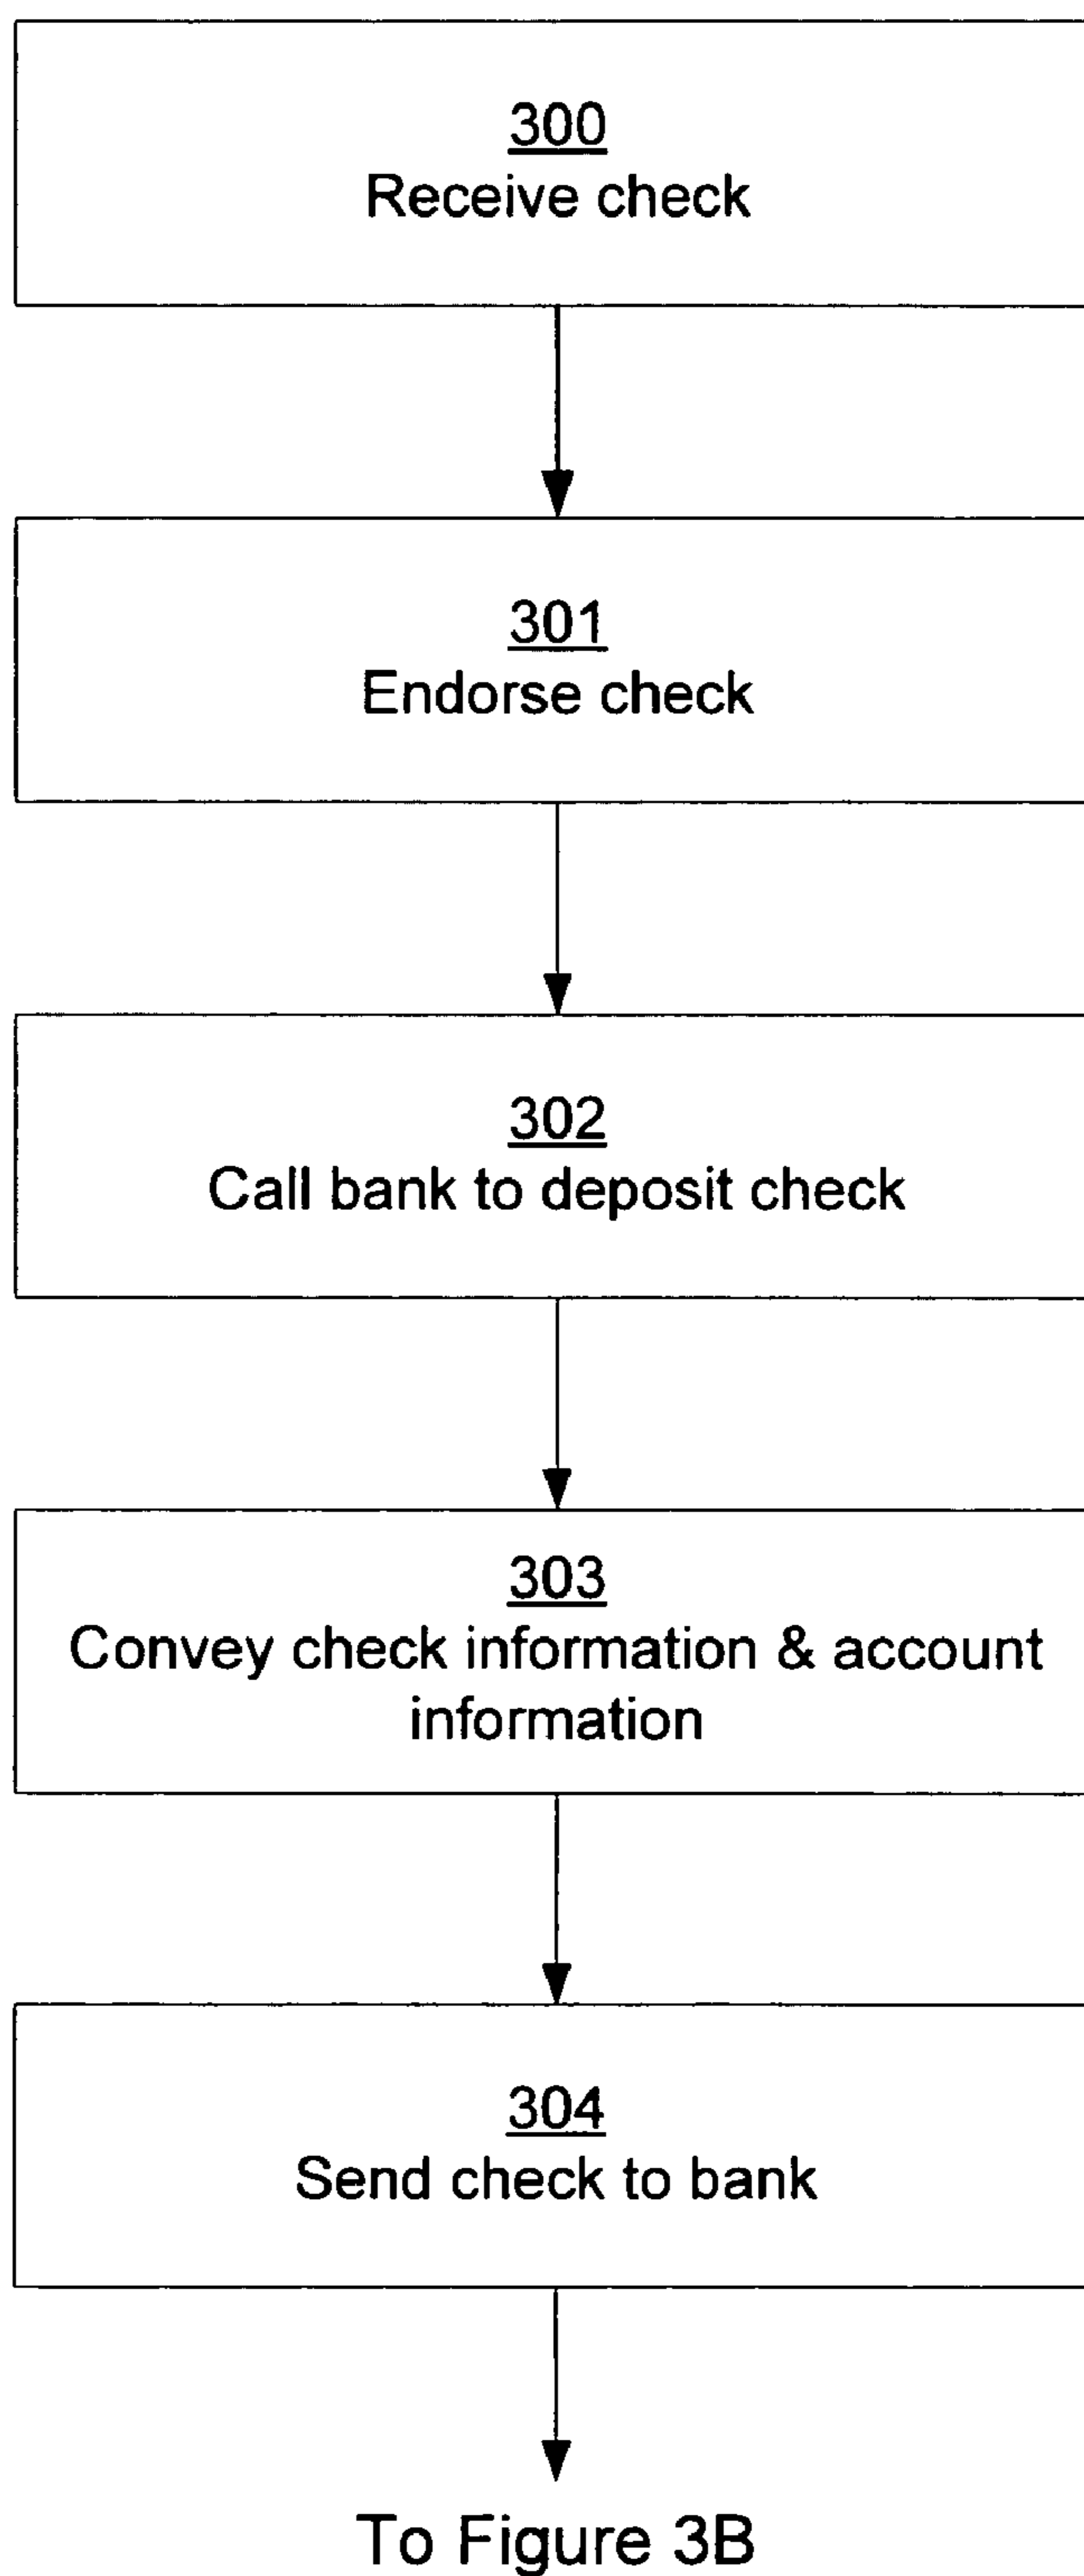 300
Receive check
301
Endorse check
302
Call bank to deposit check
303
Convey check information & account
information
304
Send check to bank
To Figure 3B